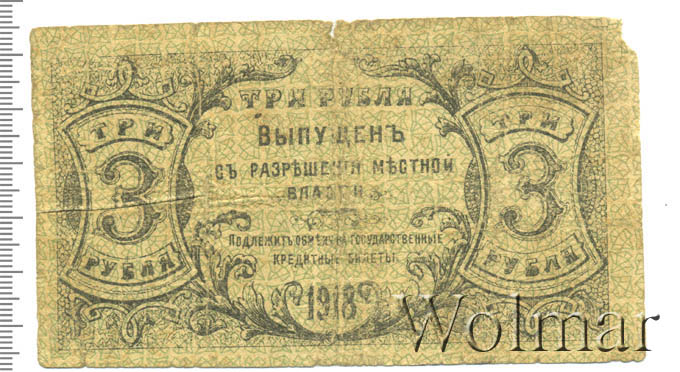 ТРИ РУБЛЯ
ВЫПУЩЕНЪ
СЪ РАЗРѢШЕНІЯ МѢСТНОЙ
ВЛАСТИ
ПОДЛЕЖИТЪ ОБМѢНУ НА ГОСУДАРСТВЕННЫЕ
КРЕДИТНЫЕ БИЛЕТЫ
1918
ТРИ
3
РУБЛЯ
ТРИ
3
РУБЛЯ
Wolmar